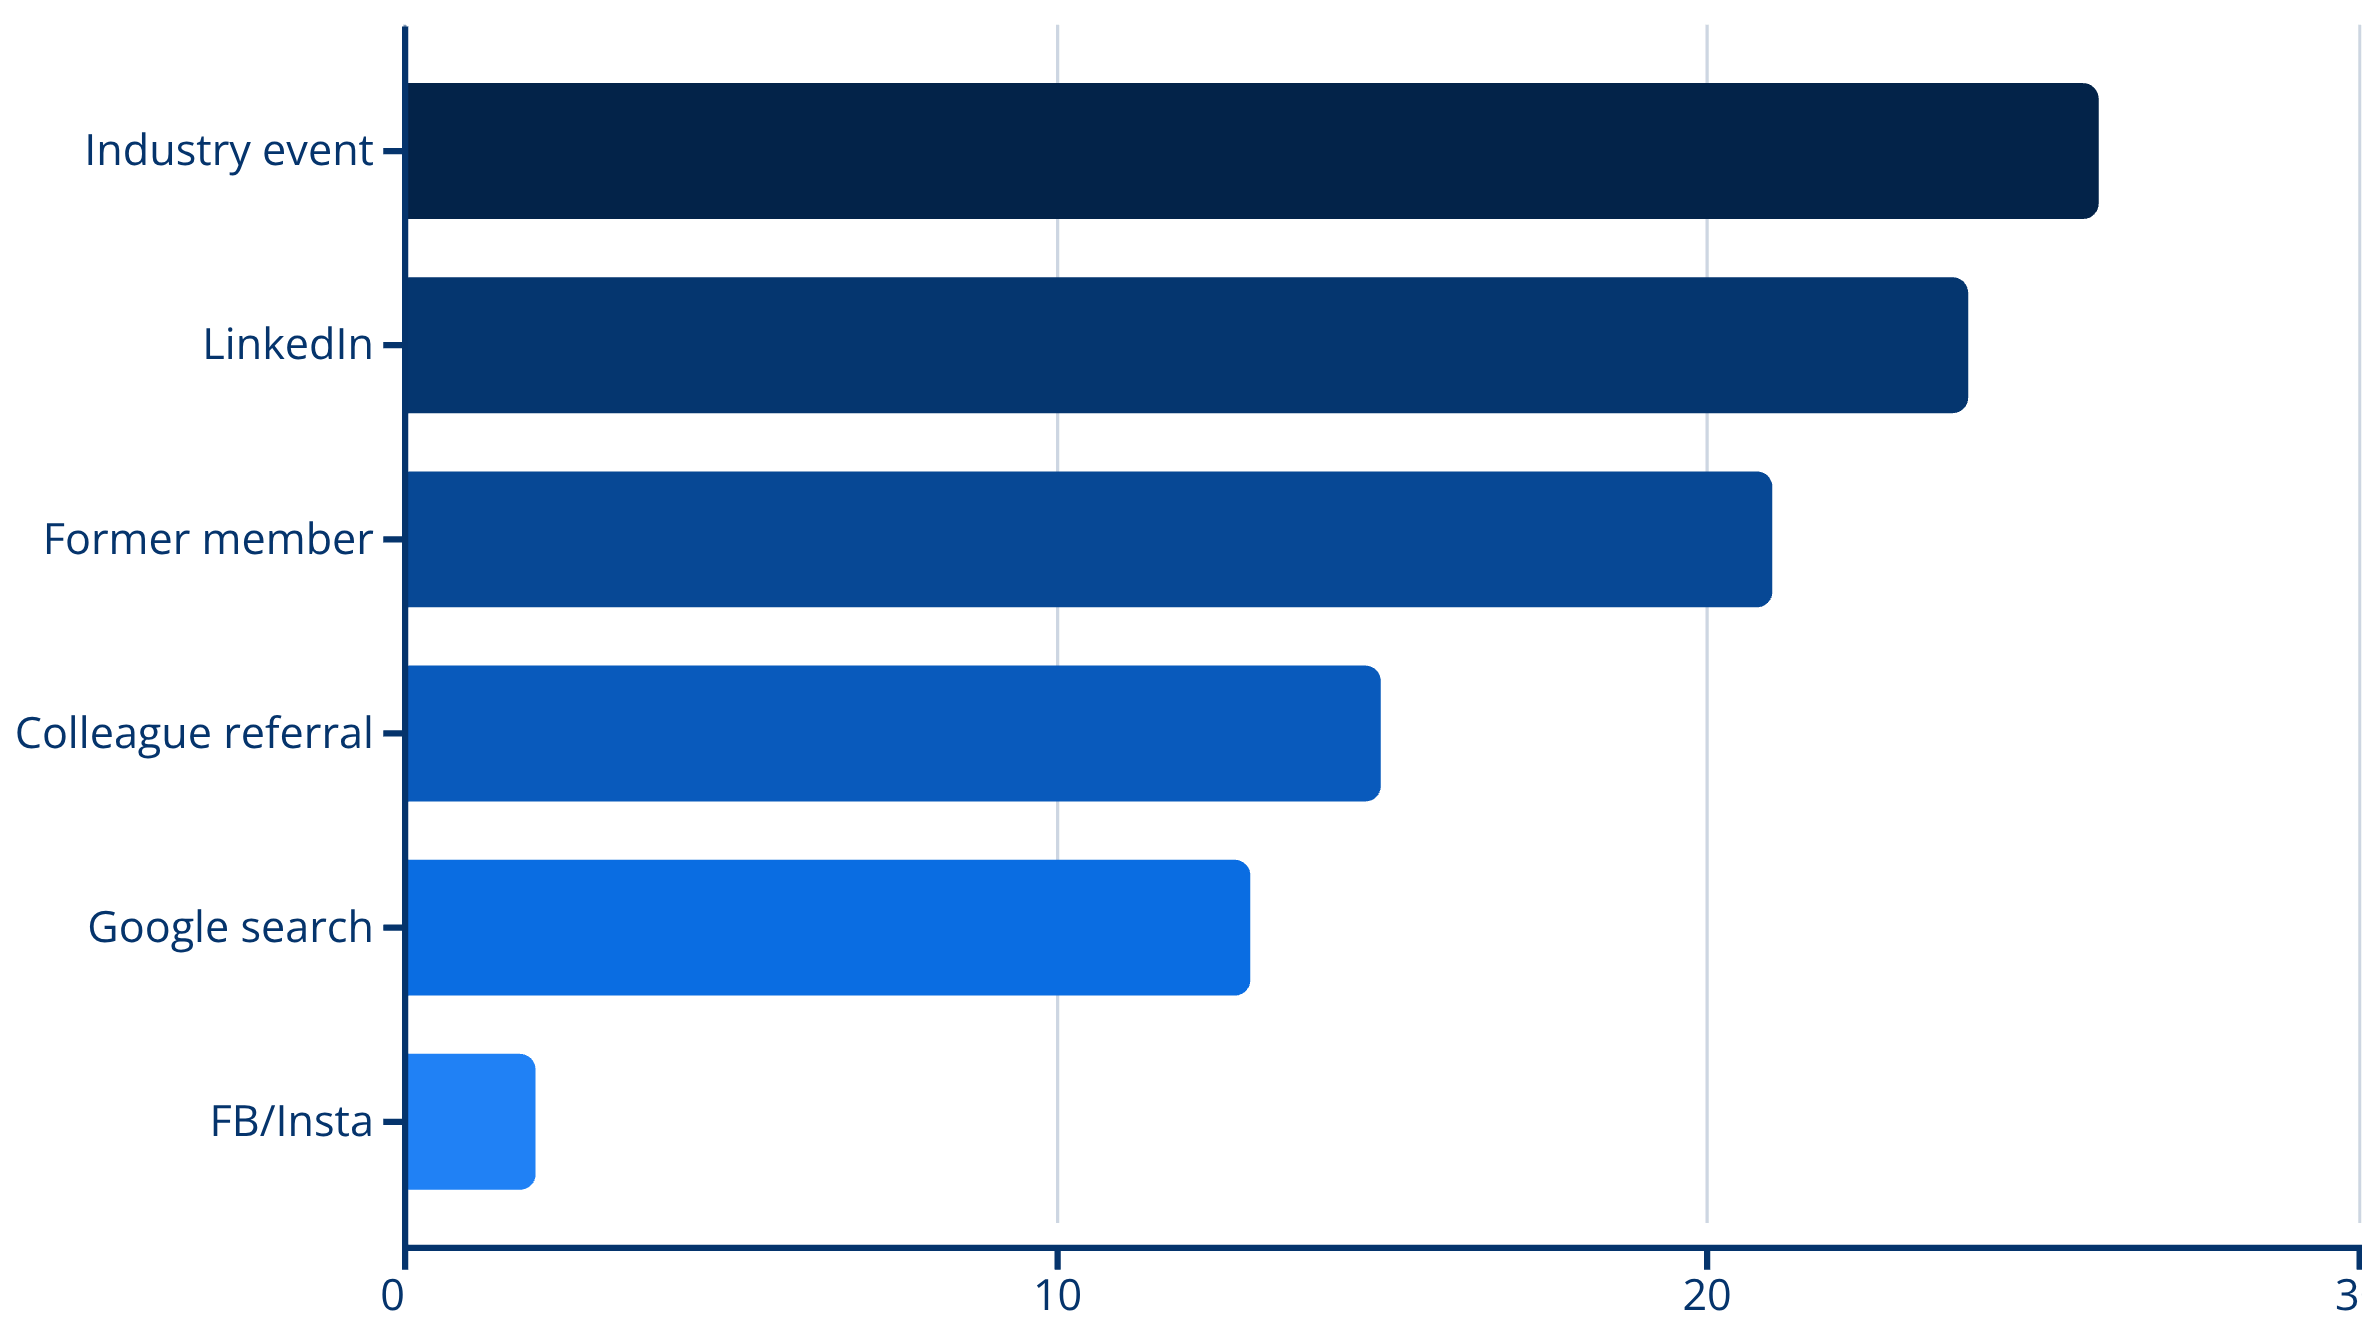 Industry event
LinkedIn
Former member
Colleague referral
Google search
FB/Insta
0 10 20 3